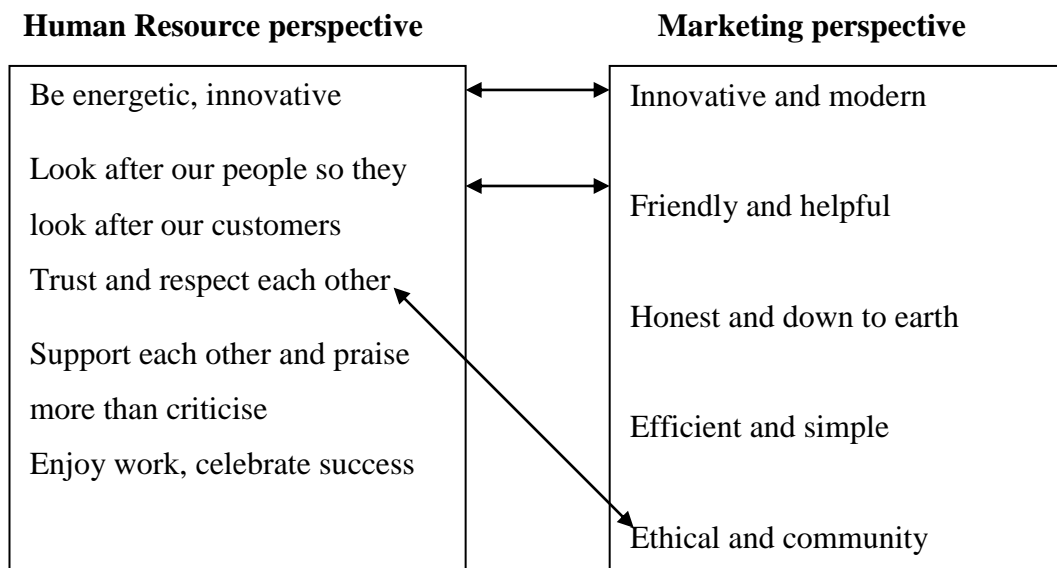 Human Resource perspective
Marketing perspective
Be energetic, innovative
Look after our people so they
look after our customers
Trust and respect each other
Support each other and praise
more than criticise
Enjoy work, celebrate success
Innovative and modern
Friendly and helpful
Honest and down to earth
Efficient and simple
Ethical and community